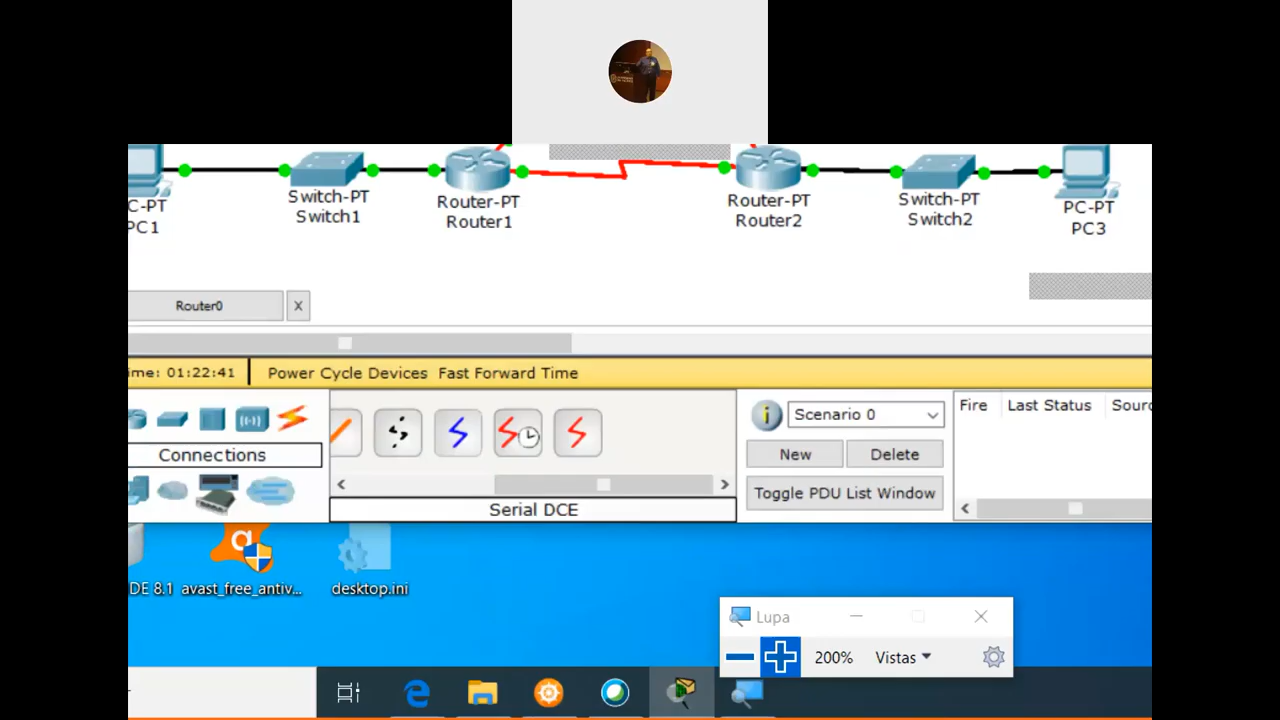 Switch-PT
Switch1
Router-PT
Router1
Router-PT
Router2
Switch-PT
Switch2
C-PT
PC1
PC-PT
PC3
Router0
X
ime: 01:22:41
Power Cycle Devices Fast Forward Time
Connections
Serial DCE
i
Scenario 0
New
Delete
Toggle PDU List Window
Fire
Last Status
Sourc
DE 8.1
avast_free_antiv...
desktop.ini
Lupa
200%
Vistas